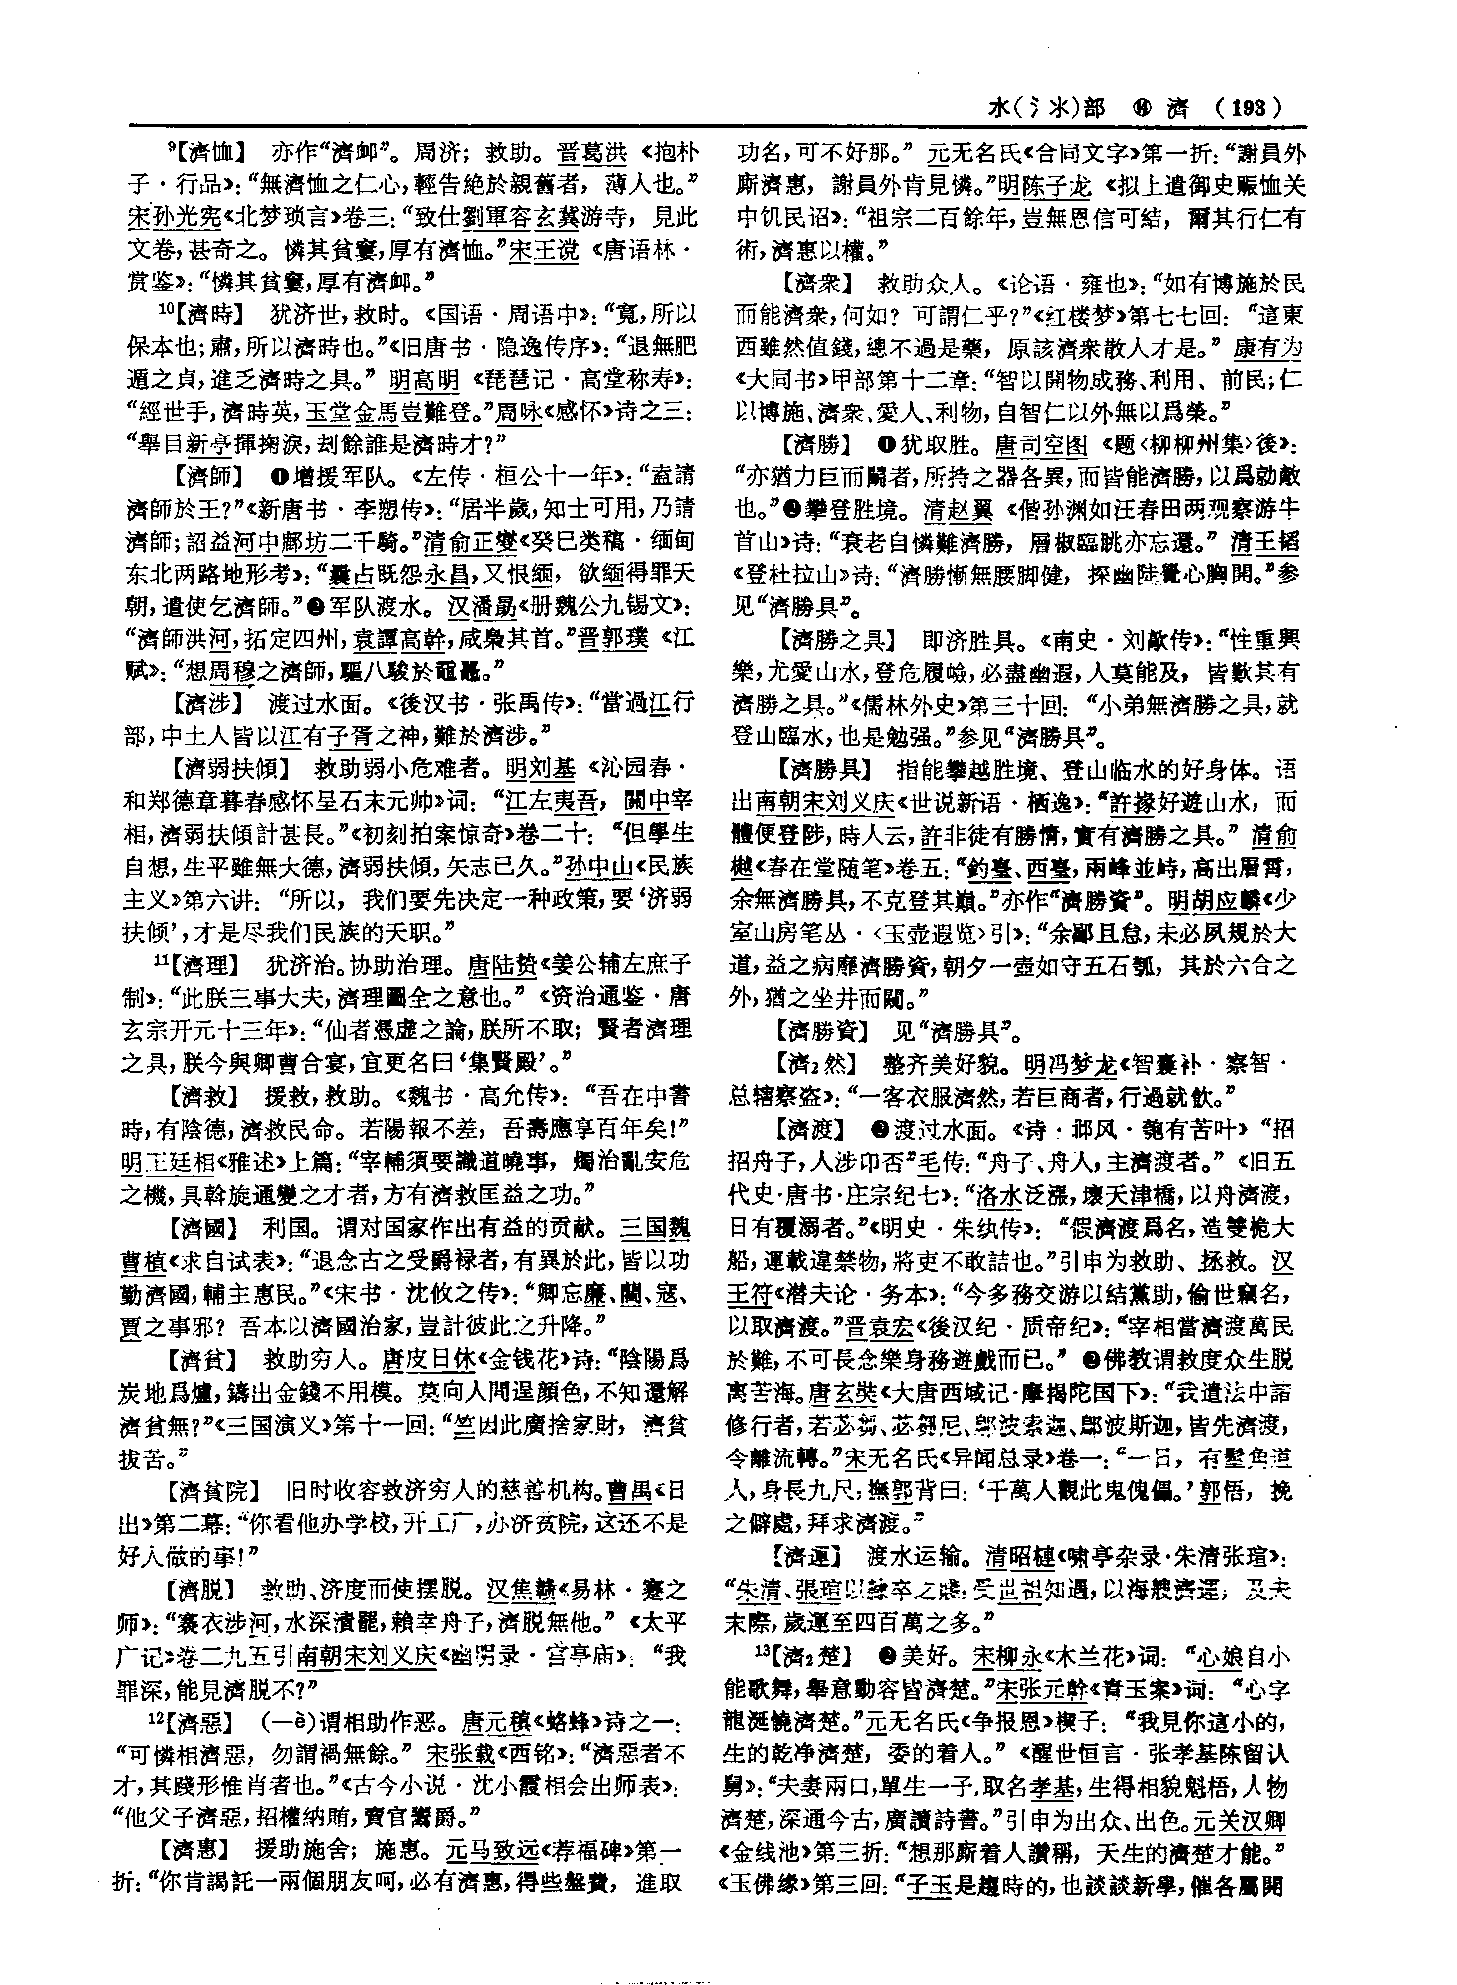 水(氵氺)部 ⑭ 濟 (193)
⁹【濟恤】 亦作“濟卹”。周济；救助。晋葛洪《抱朴
子·行品》：“無濟恤之仁心，輕告絶於親舊者，薄人也。”
宋孙光宪《北梦琐言》卷三：“致仕劉軍容玄冀游寺，見此
文卷，甚奇之。憐其貧窶，厚有濟恤。”宋王谠《唐语林·
赏鉴》：“憐其貧窶，厚有濟卹。”
¹⁰【濟時】 犹济世，救时。《国语·周语中》：“寬，所以
保本也；肅，所以濟時也。”《旧唐书·隐逸传序》：“退無肥
遁之貞，進乏濟時之具。”明高明《琵琶记·高堂称寿》：
“經世手，濟時英，玉堂金馬豈難登。”周咏《感怀》诗之三：
“舉目新亭揮掬淚，刦餘誰是濟時才？”
【濟師】 ❶增援军队。《左传·桓公十一年》：“盍請
濟師於王？”《新唐书·李愬传》：“居半歲，知士可用，乃請
濟師；詔益河中鄜坊二千騎。”清俞正燮《癸巳类稿·缅甸
东北两路地形考》：“囊占既怨永昌，又恨缅，欲缅得罪天
朝，遣使乞濟師。”❷军队渡水。汉潘勗《册魏公九锡文》：
“濟師洪河，拓定四州，袁譚高幹，咸梟其首。”晋郭璞《江
赋》：“想周穆之濟師，驅八駿於黿鼉。”
【濟涉】 渡过水面。《後汉书·张禹传》：“當過江行
部，中土人皆以江有子胥之神，難於濟涉。”
【濟弱扶傾】 救助弱小危难者。明刘基《沁园春·
和郑德章暮春感怀呈石末元帅》词：“江左夷吾，關中宰
相，濟弱扶傾計甚長。”《初刻拍案惊奇》卷二十：“但學生
自想，生平雖無大德，濟弱扶傾，矢志已久。”孙中山《民族
主义》第六讲：“所以，我们要先决定一种政策，要‘济弱
扶倾’，才是尽我们民族的天职。”
¹¹【濟理】 犹济治。协助治理。唐陆贽《姜公辅左庶子
制》：“此朕三事大夫，濟理圖全之意也。”《资治通鉴·唐
玄宗开元十三年》：“仙者憑虛之論，朕所不取；賢者濟理
之具，朕今與卿曹合宴，宜更名曰‘集賢殿’。”
【濟救】 援救，救助。《魏书·高允传》：“吾在中書
時，有陰德，濟救民命。若陽報不差，吾壽應享百年矣！”
明王廷相《雅述》上篇：“宰輔須要識道曉事，燭治亂安危
之機，具斡旋通變之才者，方有濟救匡益之功。”
【濟國】 利国。谓对国家作出有益的贡献。三国魏
曹植《求自试表》：“退念古之受爵禄者，有異於此，皆以功
勤濟國，輔主惠民。”《宋书·沈攸之传》：“卿忘廉、藺、寇、
賈之事邪？吾本以濟國治家，豈計彼此之升降。”
【濟貧】 救助穷人。唐皮日休《金钱花》诗：“陰陽爲
炭地爲爐，鑄出金錢不用模。莫向人間逞顔色，不知還解
濟貧無？”《三国演义》第十一回：“竺因此廣捨家財，濟貧
拔苦。”
【濟貧院】 旧时收容救济穷人的慈善机构。曹禺《日
出》第二幕：“你看他办学校，开工厂，办济贫院，这还不是
好人做的事！”
【濟脱】 救助、济度而使摆脱。汉焦赣《易林·蹇之
师》：“褰衣涉河，水深漬罷，賴幸舟子，濟脱無他。”《太平
广记》卷二九五引南朝宋刘义庆《幽明录·宫亭庙》：“我
罪深，能見濟脱不？”
¹²【濟惡】 （—è）谓相助作恶。唐元稹《蛒蜂》诗之一：
“可憐相濟惡，勿謂禍無餘。”宋张载《西铭》：“濟惡者不
才，其踐形惟肖者也。”《古今小说·沈小霞相会出师表》：
“他父子濟惡，招權納賄，賣官鬻爵。”
【濟惠】 援助施舍；施惠。元马致远《荐福碑》第一
折：“你肯謁託一兩個朋友呵，必有濟惠，得些盤費，進取
功名，可不好那。”元无名氏《合同文字》第一折：“謝員外
厮濟惠，謝員外肯見憐。”明陈子龙《拟上遣御史赈恤关
中饥民诏》：“祖宗二百餘年，豈無恩信可結，爾其行仁有
術，濟惠以權。”
【濟衆】 救助众人。《论语·雍也》：“如有博施於民
而能濟衆，何如？可謂仁乎？”《红楼梦》第七七回：“這東
西雖然值錢，總不過是藥，原該濟衆散人才是。”康有为
《大同书》甲部第十二章：“智以開物成務、利用、前民；仁
以博施、濟衆、愛人、利物，自智仁以外無以爲榮。”
【濟勝】 ❶犹取胜。唐司空图《题〈柳柳州集〉後》：
“亦猶力巨而鬭者，所持之器各異，而皆能濟勝，以爲勍敵
也。”❷攀登胜境。清赵翼《偕孙渊如汪春田两观察游牛
首山》诗：“衰老自憐難濟勝，層椒臨眺亦忘還。”清王韬
《登杜拉山》诗：“濟勝慚無腰脚健，探幽陡覺心胸開。”参
见“濟勝具”。
【濟勝之具】 即济胜具。《南史·刘歊传》：“性重興
樂，尤愛山水，登危履嶮，必盡幽遐，人莫能及，皆歎其有
濟勝之具。”《儒林外史》第三十回：“小弟無濟勝之具，就
登山臨水，也是勉强。”参见“濟勝具”。
【濟勝具】 指能攀越胜境、登山临水的好身体。语
出南朝宋刘义庆《世说新语·栖逸》：“許掾好遊山水，而
體便登陟，時人云，許非徒有勝情，實有濟勝之具。”清俞
樾《春在堂随笔》卷五：“釣臺、西臺，兩峰並峙，高出層霄，
余無濟勝具，不克登其巔。”亦作“濟勝資”。明胡应麟《少
室山房笔丛·〈玉壶遐览〉引》：“余鄙且怠，未必夙規於大
道，益之病靡濟勝資，朝夕一壺如守五石瓠，其於六合之
外，猶之坐井而闚。”
【濟勝資】 见“濟勝具”。
【濟₂然】 整齐美好貌。明冯梦龙《智囊补·察智·
总辖察盗》：“一客衣服濟然，若巨商者，行過就飲。”
【濟渡】 ❶渡过水面。《诗·邶风·匏有苦叶》“招
招舟子，人涉卬否”毛传：“舟子、舟人，主濟渡者。”《旧五
代史·唐书·庄宗纪七》：“洛水泛漲，壞天津橋，以舟濟渡，
日有覆溺者。”《明史·朱纨传》：“假濟渡爲名，造雙桅大
船，運載違禁物，將吏不敢詰也。”引申为救助、拯救。汉
王符《潜夫论·务本》：“今多務交游以結黨助，偷世竊名，
以取濟渡。”晋袁宏《後汉纪·质帝纪》：“宰相當濟渡萬民
於難，不可長念樂身務遊戲而已。”❷佛教谓救度众生脱
离苦海。唐玄奘《大唐西域记·摩揭陀国下》：“我遺法中諸
修行者，若苾芻、苾芻尼、鄔波索迦、鄔波斯迦，皆先濟渡，
令離流轉。”宋无名氏《异闻总录》卷一：“一日，有髽角道
人，身長九尺，撫郭背曰：‘千萬人觀此鬼傀儡。’郭悟，挽
之僻處，拜求濟渡。”
【濟運】 渡水运输。清昭梿《啸亭杂录·朱清张瑄》：
“朱清、張瑄以隸卒之賤，受世祖知遇，以海艘濟運；及夫
末際，歲運至四百萬之多。”
¹³【濟₂楚】 ❶美好。宋柳永《木兰花》词：“心娘自小
能歌舞，舉意動容皆濟楚。”宋张元幹《青玉案》词：“心字
龍涎饒濟楚。”元无名氏《争报恩》楔子：“我見你這小的，
生的乾净濟楚，委的着人。”《醒世恒言·张孝基陈留认
舅》：“夫妻兩口，單生一子，取名孝基，生得相貌魁梧，人物
濟楚，深通今古，廣讀詩書。”引申为出众、出色。元关汉卿
《金线池》第三折：“想那厮着人讚稱，天生的濟楚才能。”
《玉佛缘》第三回：“子玉是趨時的，也談談新學，催各屬開